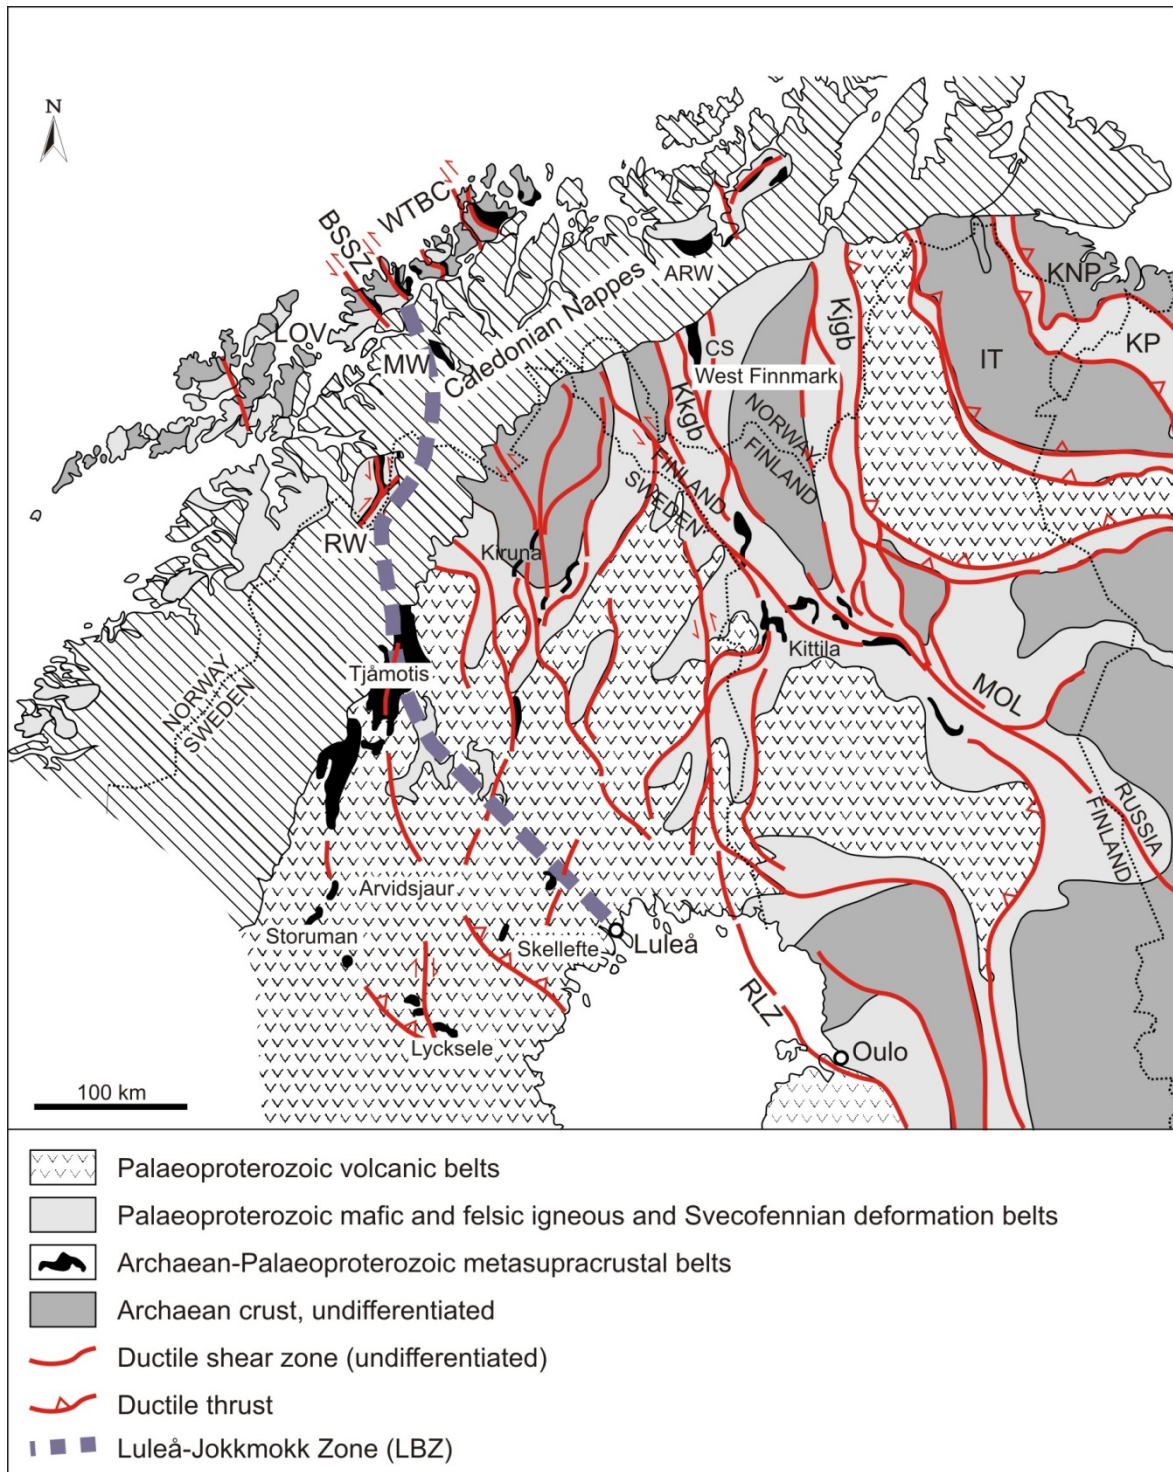 N
BSSZ
WTBC
LOV
MW
Caledonian Nappes
ARW
KNP
KP
IT
Kjgb
CS
West Finnmark
Kkgb
NORWAY
FINLAND
FINLAND
SWEDEN
RW
Kiruna
Kittila
NORWAY
SWEDEN
Tjåmotis
MOL
RUSSIA
FINLAND
Arvidsjaur
Storuman
Skellefte
Luleå
RLZ
Lycksele
Oulo
100 km
Palaeoproterozoic volcanic belts
Palaeoproterozoic mafic and felsic igneous and Svecofennian deformation belts
Archaean-Palaeoproterozoic metasupracrustal belts
Archaean crust, undifferentiated
Ductile shear zone (undifferentiated)
Ductile thrust
Luleå-Jokkmokk Zone (LBZ)